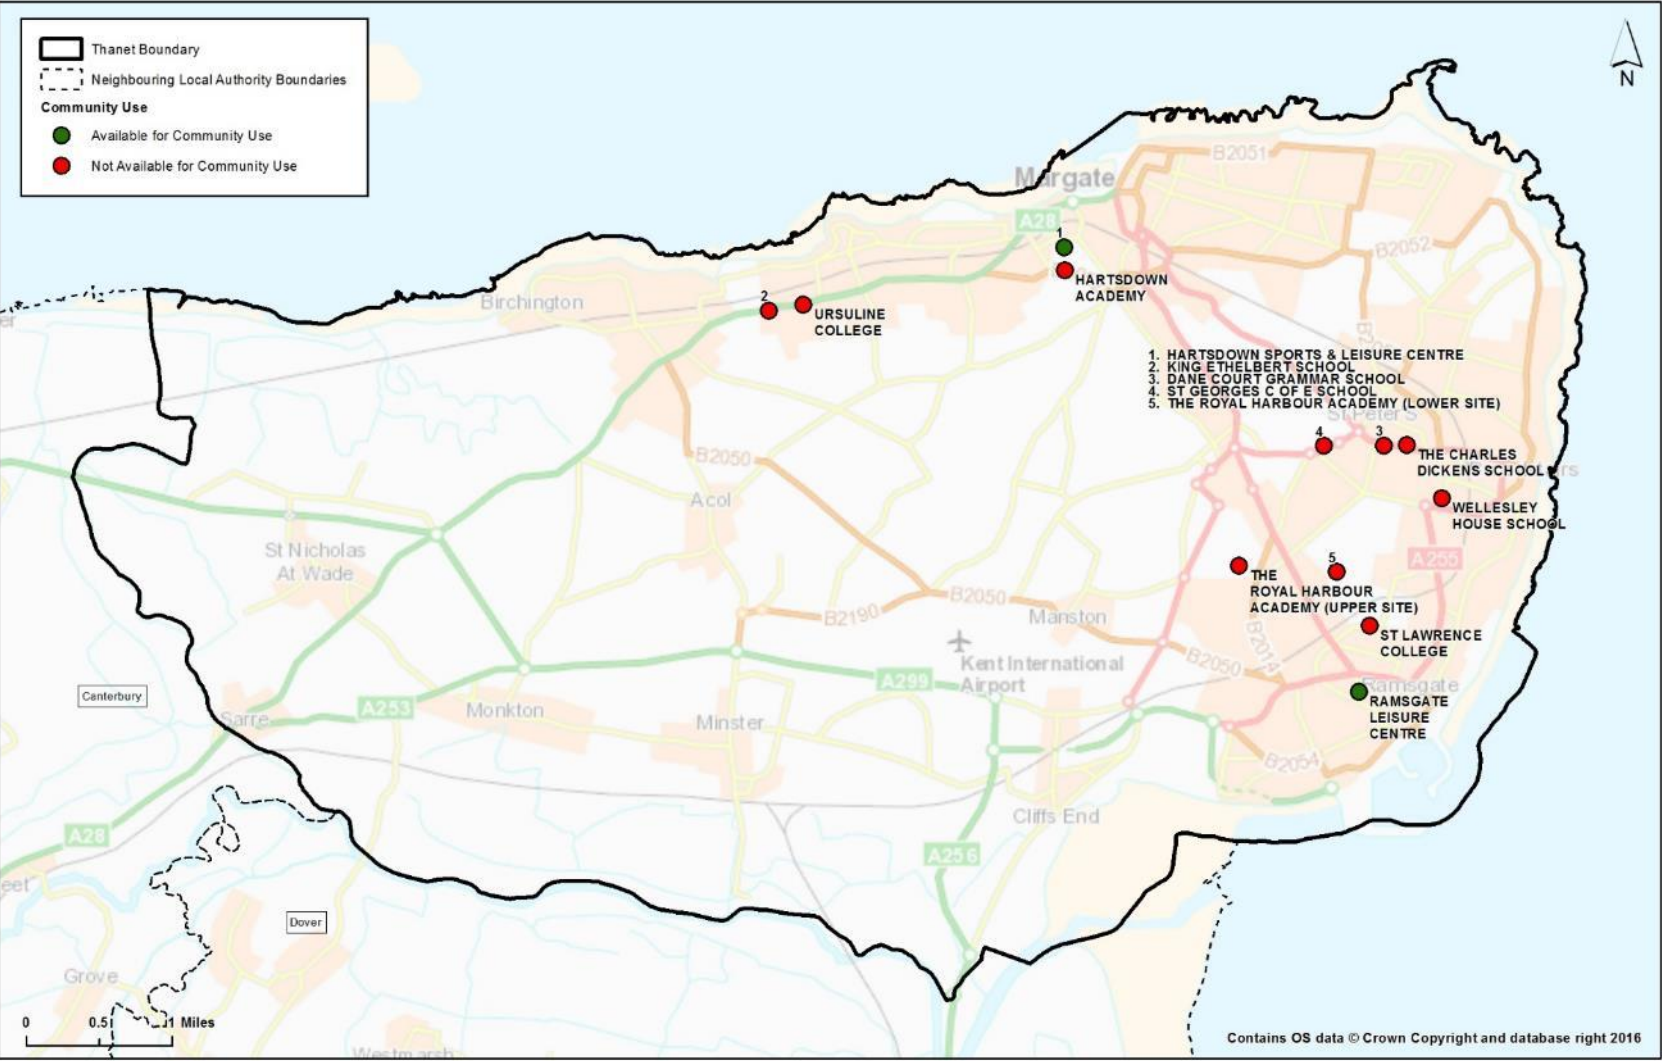 Thanet Boundary
Neighbouring Local Authority Boundaries
Community Use
Available for Community Use
Not Available for Community Use
N
B2051
Margate
A28
1
B2052
HARTSDOWN
ACADEMY
Birchington
2
URSULINE
COLLEGE
1. HARTSDOWN SPORTS & LEISURE CENTRE
2. KING ETHELBERT SCHOOL
3. DANE COURT GRAMMAR SCHOOL
4. ST GEORGES C OF E SCHOOL
5. THE ROYAL HARBOUR ACADEMY (LOWER SITE)
St Peter's
4
3
THE CHARLES
DICKENS SCHOOL
B2050
Acol
WELLESLEY
HOUSE SCHOOL
St Nicholas
At Wade
A255
5
THE
ROYAL HARBOUR
ACADEMY (UPPER SITE)
B2050
B2190
Manston
B2014
ST LAWRENCE
COLLEGE
B2050
Kent International
Airport
A299
Canterbury
Ramsgate
RAMSGATE
LEISURE
CENTRE
A253
Monkton
Sarre
Minster
B2054
Cliffs End
A28
A256
eet
Dover
Grove
0 0.5 1 Miles
Westmarsh
Contains OS data © Crown Copyright and database right 2016